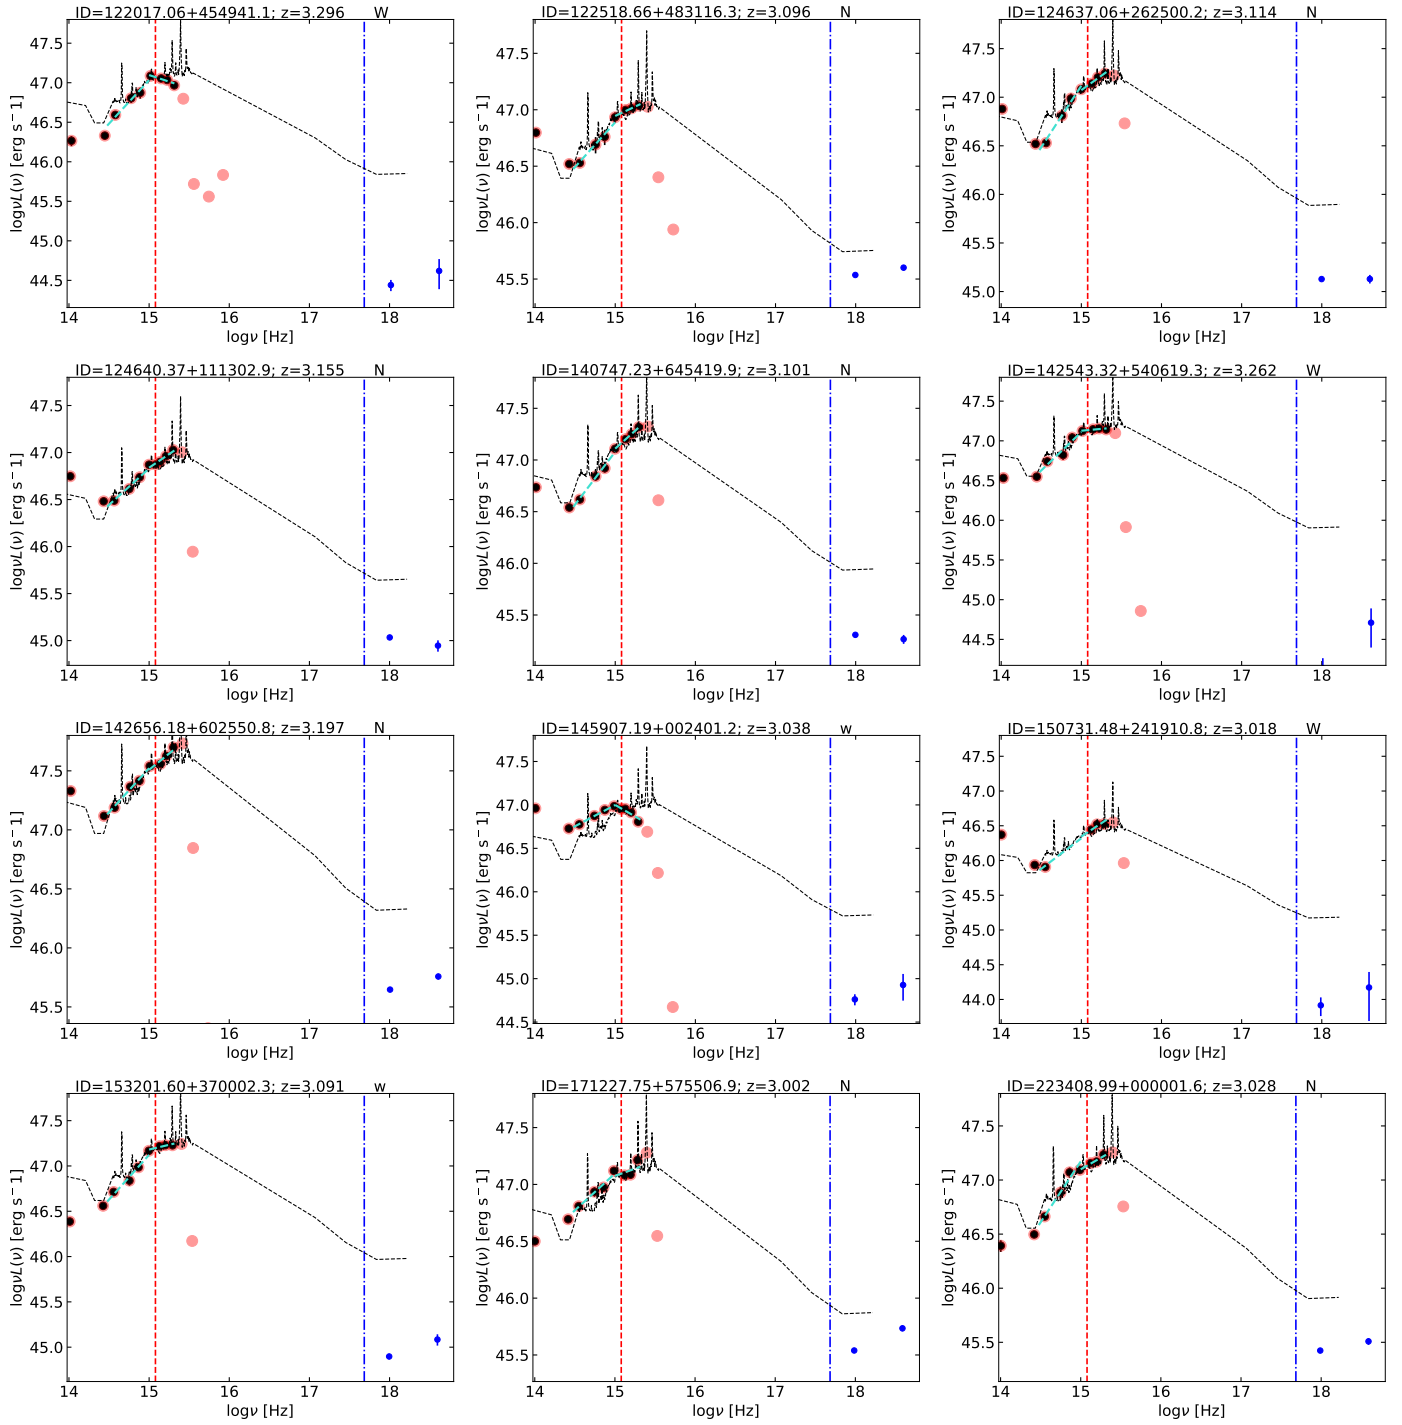 ID=122017.06+454941.1; z=3.296 W
47.5
47.0
46.5
46.0
45.5
45.0
44.5
logνL(ν) [erg s−1]
14 15 16 17 18
logν [Hz]
ID=122518.66+483116.3; z=3.096 N
47.5
47.0
46.5
46.0
45.5
logνL(ν) [erg s−1]
14 15 16 17 18
logν [Hz]
ID=124637.06+262500.2; z=3.114 N
47.5
47.0
46.5
46.0
45.5
45.0
logνL(ν) [erg s−1]
14 15 16 17 18
logν [Hz]
ID=124640.37+111302.9; z=3.155 N
47.5
47.0
46.5
46.0
45.5
45.0
logνL(ν) [erg s−1]
14 15 16 17 18
logν [Hz]
ID=140747.23+645419.9; z=3.101 N
47.5
47.0
46.5
46.0
45.5
logνL(ν) [erg s−1]
14 15 16 17 18
logν [Hz]
ID=142543.32+540619.3; z=3.262 W
47.5
47.0
46.5
46.0
45.5
45.0
44.5
logνL(ν) [erg s−1]
14 15 16 17 18
logν [Hz]
ID=142656.18+602550.8; z=3.197 N
47.5
47.0
46.5
46.0
45.5
logνL(ν) [erg s−1]
14 15 16 17 18
logν [Hz]
ID=145907.19+002401.2; z=3.038 w
47.5
47.0
46.5
46.0
45.5
45.0
44.5
logνL(ν) [erg s−1]
14 15 16 17 18
logν [Hz]
ID=150731.48+241910.8; z=3.018 W
47.5
47.0
46.5
46.0
45.5
45.0
44.5
44.0
logνL(ν) [erg s−1]
14 15 16 17 18
logν [Hz]
ID=153201.60+370002.3; z=3.091 w
47.5
47.0
46.5
46.0
45.5
45.0
logνL(ν) [erg s−1]
14 15 16 17 18
logν [Hz]
ID=171227.75+575506.9; z=3.002 N
47.5
47.0
46.5
46.0
45.5
logνL(ν) [erg s−1]
14 15 16 17 18
logν [Hz]
ID=223408.99+000001.6; z=3.028 N
47.5
47.0
46.5
46.0
45.5
logνL(ν) [erg s−1]
14 15 16 17 18
logν [Hz]